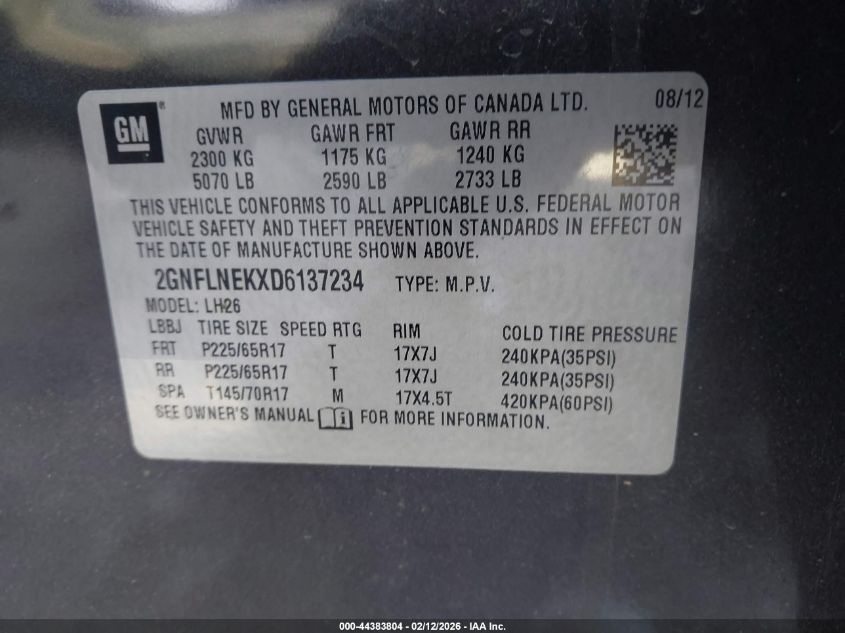 GM ® MFD BY GENERAL MOTORS OF CANADA LTD. 08/12
GVWR GAWR FRT GAWR RR
2300 KG 1175 KG 1240 KG
5070 LB 2590 LB 2733 LB
THIS VEHICLE CONFORMS TO ALL APPLICABLE U.S. FEDERAL MOTOR
VEHICLE SAFETY AND THEFT PREVENTION STANDARDS IN EFFECT ON
THE DATE OF MANUFACTURE SHOWN ABOVE.
2GNFLNEKXD6137234 TYPE: M.P.V.
MODEL: LH26
LBBJ TIRE SIZE SPEED RTG RIM COLD TIRE PRESSURE
FRT P225/65R17 T 17X7J 240KPA(35PSI)
RR P225/65R17 T 17X7J 240KPA(35PSI)
SPA T145/70R17 M 17X4.5T 420KPA(60PSI)
SEE OWNER'S MANUAL i FOR MORE INFORMATION.
000-44383804 - 02/12/2026 - IAA Inc.